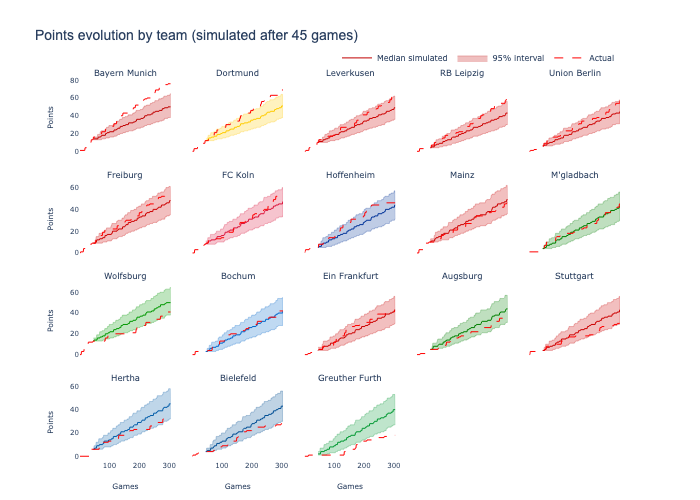 Points evolution by team (simulated after 45 games)
Median simulated 95% interval Actual
Bayern Munich Dortmund Leverkusen RB Leipzig Union Berlin
80
60
40
20
0
Points
Freiburg FC Koln Hoffenheim Mainz M'gladbach
60
40
20
0
Points
Wolfsburg Bochum Ein Frankfurt Augsburg Stuttgart
60
40
20
0
Points
Hertha Bielefeld Greuther Furth
60
40
20
0
Points
100 200 300 100 200 300 100 200 300
Games Games Games